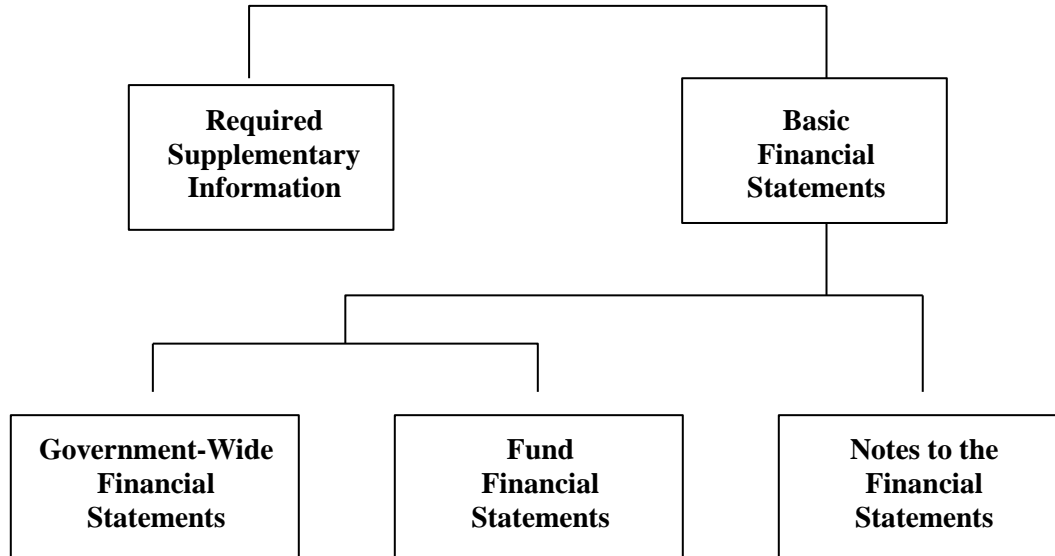 Required
Supplementary
Information
Basic
Financial
Statements
Government-Wide
Financial
Statements
Fund
Financial
Statements
Notes to the
Financial
Statements